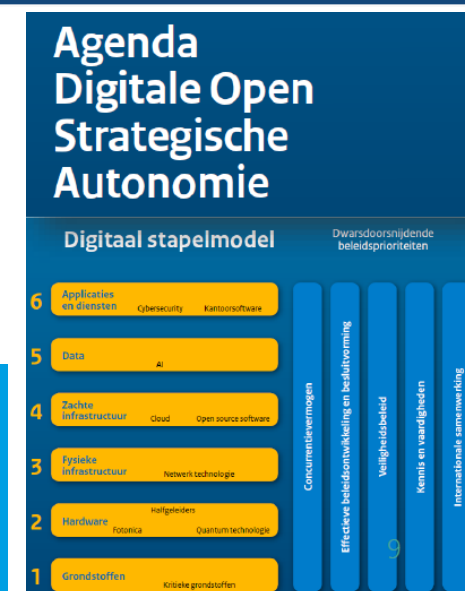 Agenda
Digitale Open
Strategische
Autonomie
Digitaal stapelmodel
Dwarsdoorsnijdende
beleidsprioriteiten
6
Applicaties
en diensten
Cybersecurity
Kantoorsoftware
5
Data
AI
4
Zachte
infrastructuur
Cloud
Open source software
3
Fysieke
infrastructuur
Netwerk technologie
2
Hardware
Halfgeleiders
Fotonica
Quantum technologie
1
Grondstoffen
Kritieke grondstoffen
Concurrentievermogen
Effectieve beleidsontwikkeling en besluitvorming
Veiligheidsbeleid
Kennis en vaardigheden
Internationale samenwerking
9